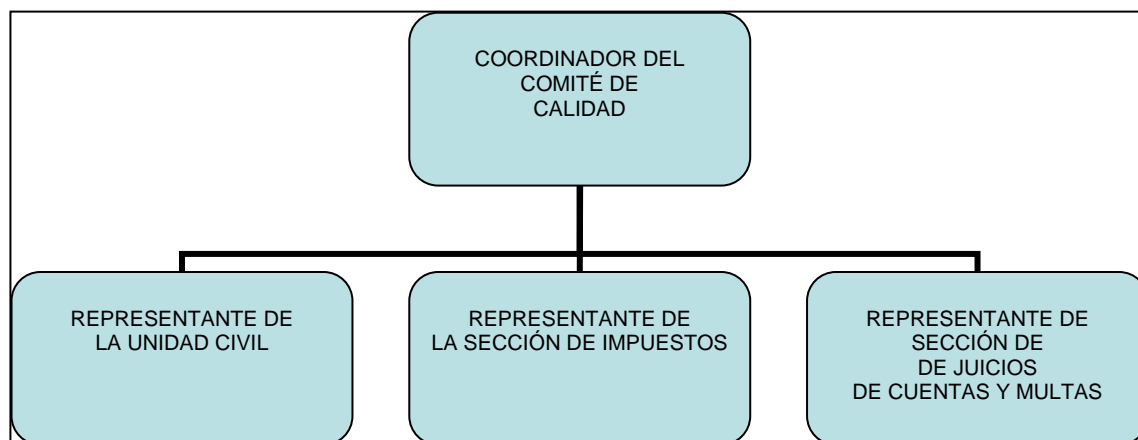 COORDINADOR DEL
COMITÉ DE
CALIDAD
REPRESENTANTE DE
LA UNIDAD CIVIL
REPRESENTANTE DE
LA SECCIÓN DE IMPUESTOS
REPRESENTANTE DE
SECCIÓN DE
DE JUICIOS
DE CUENTAS Y MULTAS